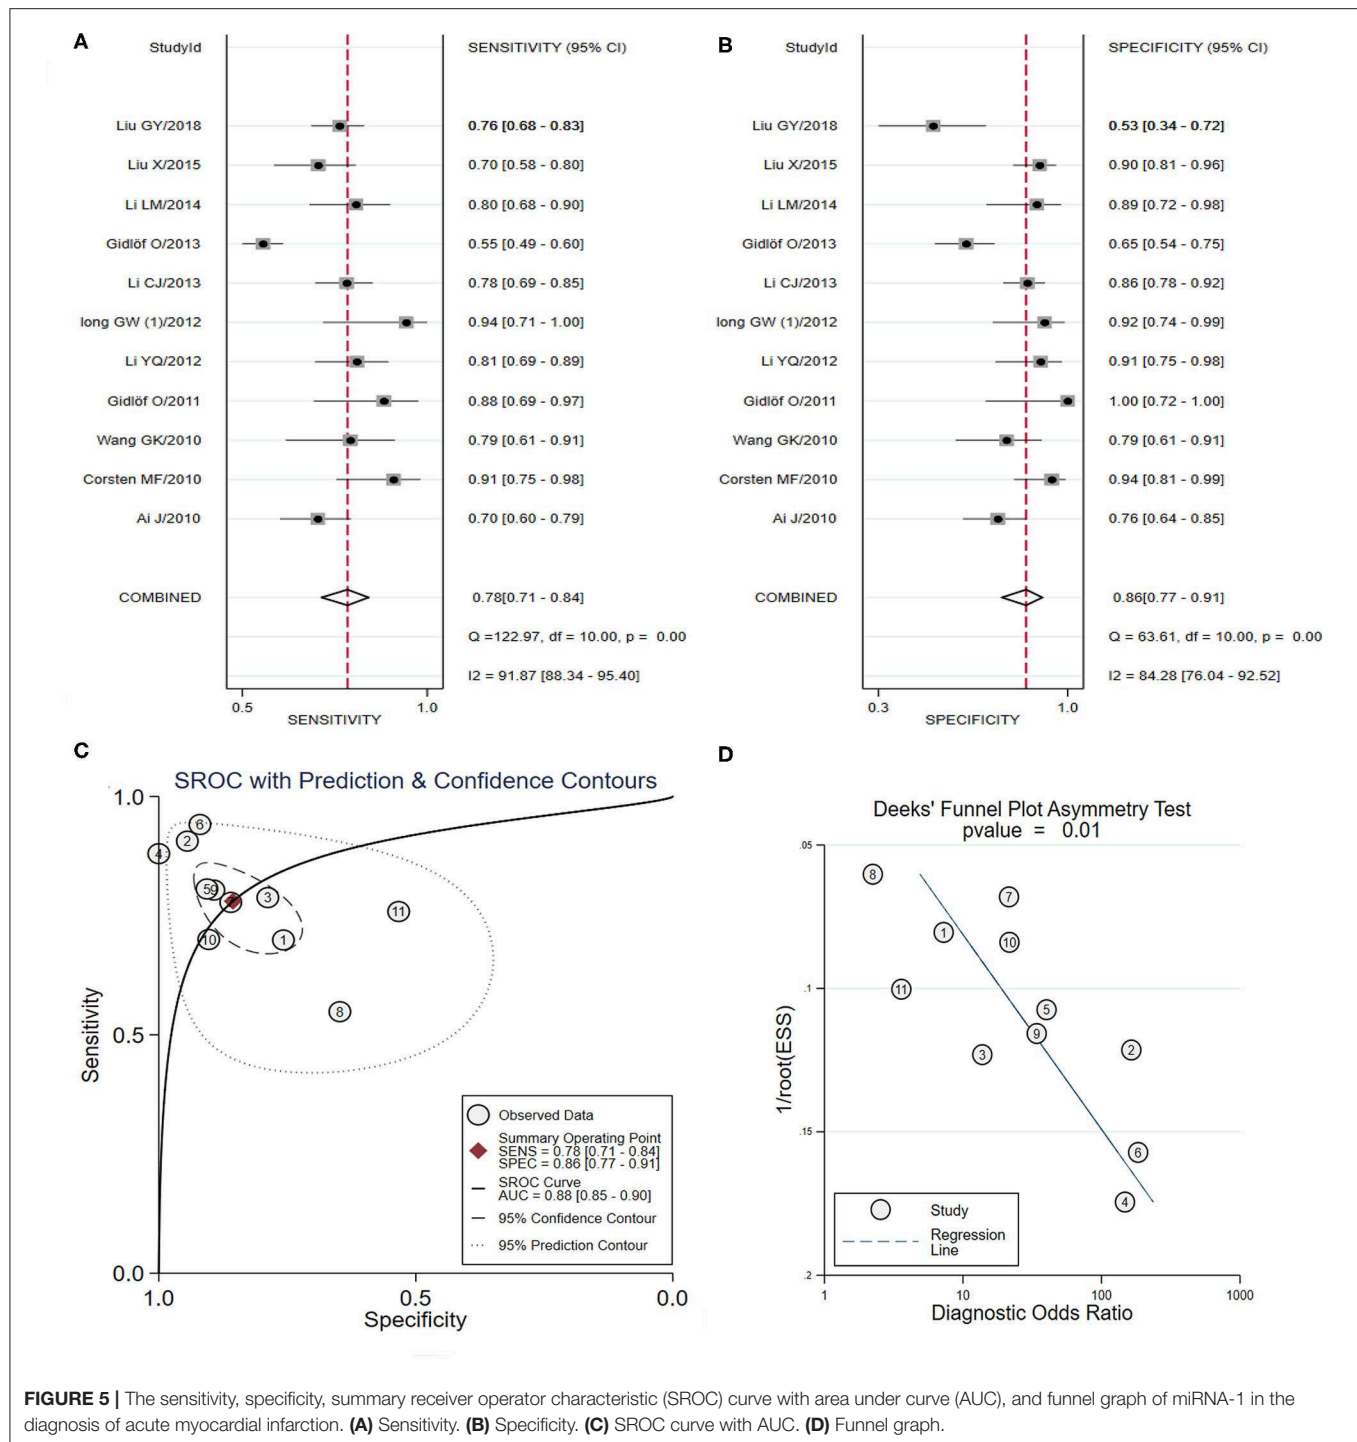 A
StudyId SENSITIVITY (95% CI)
Liu GY/2018 0.76 [0.68 - 0.83]
Liu X/2015 0.70 [0.58 - 0.80]
Li LM/2014 0.80 [0.68 - 0.90]
Gidlöf O/2013 0.55 [0.49 - 0.60]
Li CJ/2013 0.78 [0.69 - 0.85]
long GW (1)/2012 0.94 [0.71 - 1.00]
Li YQ/2012 0.81 [0.69 - 0.89]
Gidlöf O/2011 0.88 [0.69 - 0.97]
Wang GK/2010 0.79 [0.61 - 0.91]
Corsten MF/2010 0.91 [0.75 - 0.98]
Ai J/2010 0.70 [0.60 - 0.79]
COMBINED 0.78[0.71 - 0.84]
Q =122.97, df = 10.00, p = 0.00
I2 = 91.87 [88.34 - 95.40]
0.5 1.0
SENSITIVITY
B
StudyId SPECIFICITY (95% CI)
Liu GY/2018 0.53 [0.34 - 0.72]
Liu X/2015 0.90 [0.81 - 0.96]
Li LM/2014 0.89 [0.72 - 0.98]
Gidlöf O/2013 0.65 [0.54 - 0.75]
Li CJ/2013 0.86 [0.78 - 0.92]
long GW (1)/2012 0.92 [0.74 - 0.99]
Li YQ/2012 0.91 [0.75 - 0.98]
Gidlöf O/2011 1.00 [0.72 - 1.00]
Wang GK/2010 0.79 [0.61 - 0.91]
Corsten MF/2010 0.94 [0.81 - 0.99]
Ai J/2010 0.76 [0.64 - 0.85]
COMBINED 0.86[0.77 - 0.91]
Q = 63.61, df = 10.00, p = 0.00
I2 = 84.28 [76.04 - 92.52]
0.3 1.0
SPECIFICITY
C
SROC with Prediction & Confidence Contours
1.0
6
2
4
5 9
3
11
10
1
8
0.5
Sensitivity
Observed Data
Summary Operating Point
SENS = 0.78 [0.71 - 0.84]
SPEC = 0.86 [0.77 - 0.91]
SROC Curve
AUC = 0.88 [0.85 - 0.90]
95% Confidence Contour
95% Prediction Contour
0.0
1.0 0.5 0.0
Specificity
D
Deeks' Funnel Plot Asymmetry Test
pvalue = 0.01
.05
8
7
1
10
.1
11
5
9
3
2
.15
6
4
.2
1/root(ESS)
Study
Regression
Line
1 10 100 1000
Diagnostic Odds Ratio
FIGURE 5 | The sensitivity, specificity, summary receiver operator characteristic (SROC) curve with area under curve (AUC), and funnel graph of miRNA-1 in the
diagnosis of acute myocardial infarction. (A) Sensitivity. (B) Specificity. (C) SROC curve with AUC. (D) Funnel graph.